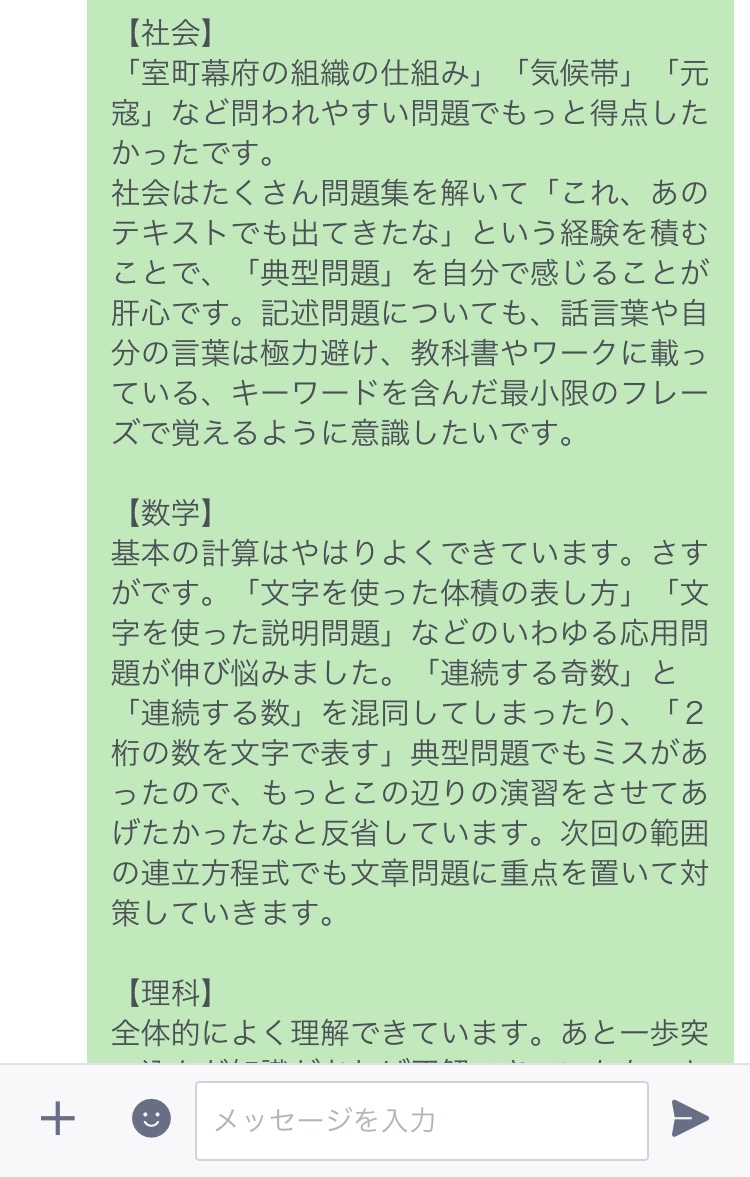 【社会】
「室町幕府の組織の仕組み」「気候帯」「元
寇」など問われやすい問題でもっと得点した
かったです。
社会はたくさん問題集を解いて「これ、あの
テキストでも出てきたな」という経験を積む
ことで、「典型問題」を自分で感じることが
肝心です。記述問題についても、話言葉や自
分の言葉は極力避け、教科書やワークに載っ
ている、キーワードを含んだ最小限のフレー
ズで覚えるように意識したいです。
【数学】
基本の計算はやはりよくできています。さす
がです。「文字を使った体積の表し方」「文
字を使った説明問題」などのいわゆる応用問
題が伸び悩みました。「連続する奇数」と
「連続する数」を混同してしまったり、「２
桁の数を文字で表す」典型問題でもミスがあ
ったので、もっとこの辺りの演習をさせてあ
げたかったなと反省しています。次回の範囲
の連立方程式でも文章問題に重点を置いて対
策していきます。
【理科】
全体的によく理解できています。あと一歩突
メッセージを入力